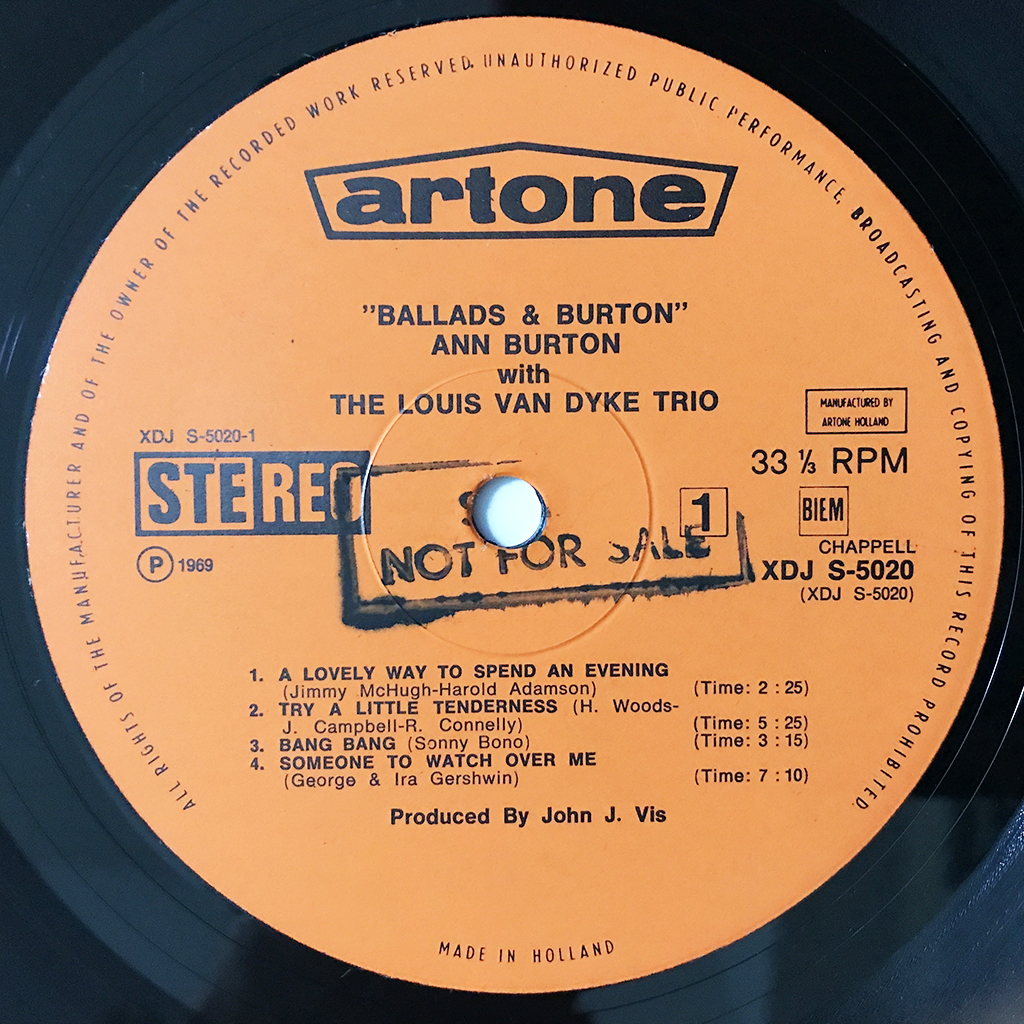 ALL RIGHTS OF THE MANUFACTURER AND OF THE OWNER OF THE RECORDED WORK RESERVED. UNAUTHORIZED PUBLIC PERFORMANCE, BROADCASTING AND COPYING OF THIS RECORD PROHIBITED.
artone
"BALLADS & BURTON"
ANN BURTON
with
THE LOUIS VAN DYKE TRIO
MANUFACTURED BY
ARTONE HOLLAND
XDJ S-5020-1
STEREO
33 ⅓ RPM
1
BIEM
NOT FOR SALE
Ⓟ 1969
CHAPPELL
XDJ S-5020
(XDJ S-5020)
1. A LOVELY WAY TO SPEND AN EVENING
(Jimmy McHugh-Harold Adamson) (Time: 2 : 25)
2. TRY A LITTLE TENDERNESS (H. Woods-
J. Campbell-R. Connelly) (Time: 5 : 25)
3. BANG BANG (Sonny Bono) (Time: 3 : 15)
4. SOMEONE TO WATCH OVER ME
(George & Ira Gershwin) (Time: 7 : 10)
Produced By John J. Vis
MADE IN HOLLAND